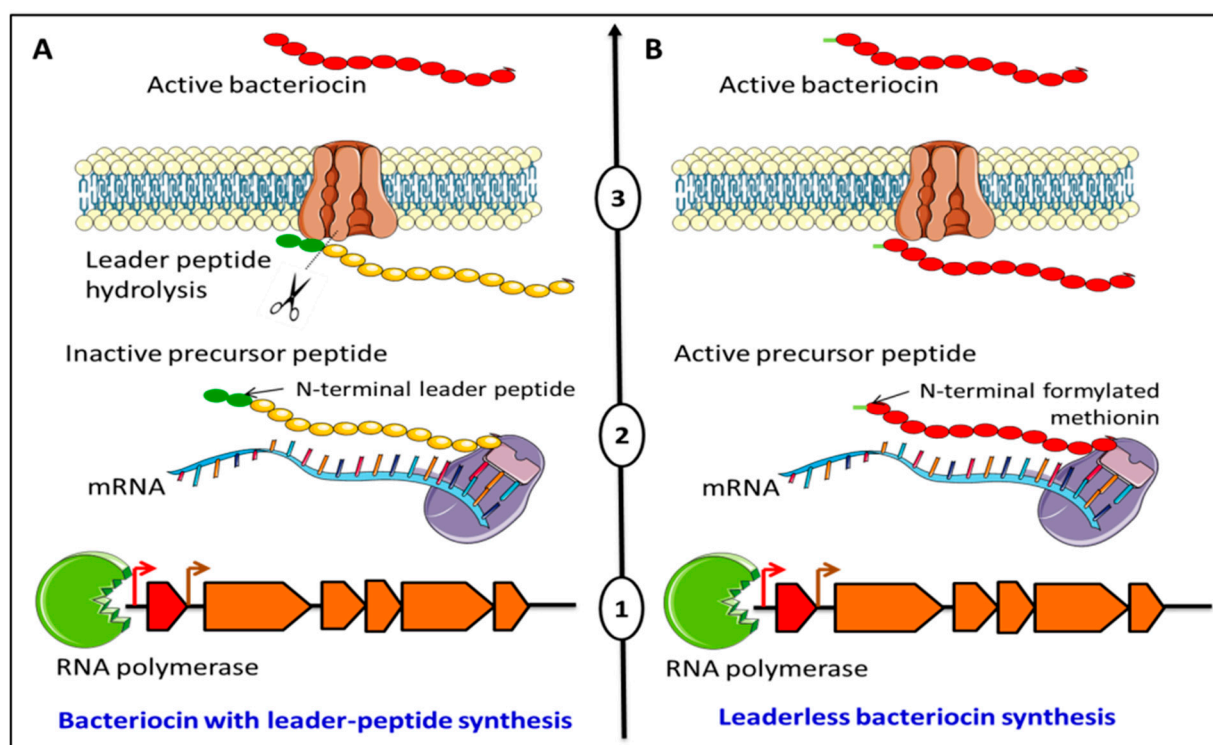 A
Active bacteriocin
Leader peptide
hydrolysis
Inactive precursor peptide
N-terminal leader peptide
mRNA
RNA polymerase
Bacteriocin with leader-peptide synthesis
3
2
1
B
Active bacteriocin
Active precursor peptide
N-terminal formylated
methionin
mRNA
RNA polymerase
Leaderless bacteriocin synthesis